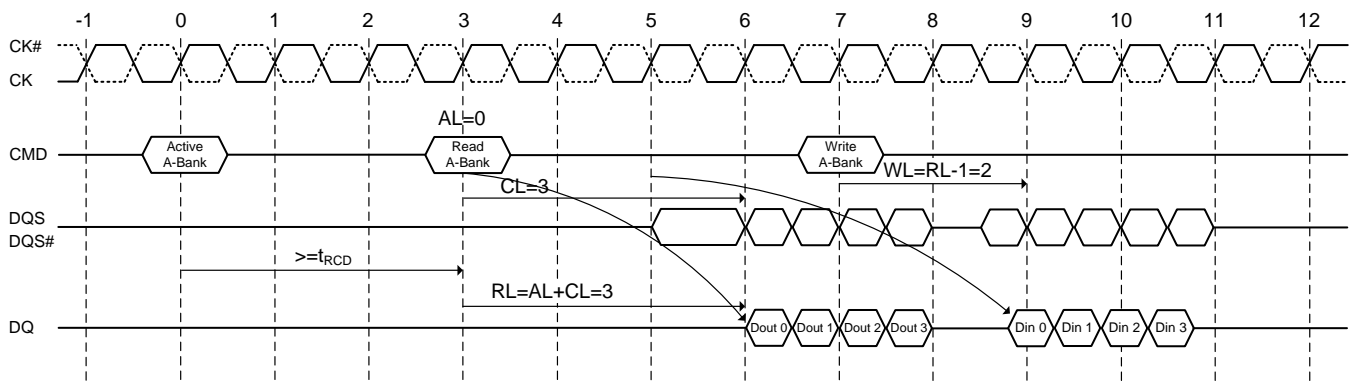 -1 0 1 2 3 4 5 6 7 8 9 10 11 12
CK#
CK
AL=0
CMD
Active
A-Bank
Read
A-Bank
Write
A-Bank
CL=3
WL=RL-1=2
DQS
DQS#
>=tRCD
RL=AL+CL=3
DQ
Dout 0 Dout 1 Dout 2 Dout 3 Din 0 Din 1 Din 2 Din 3